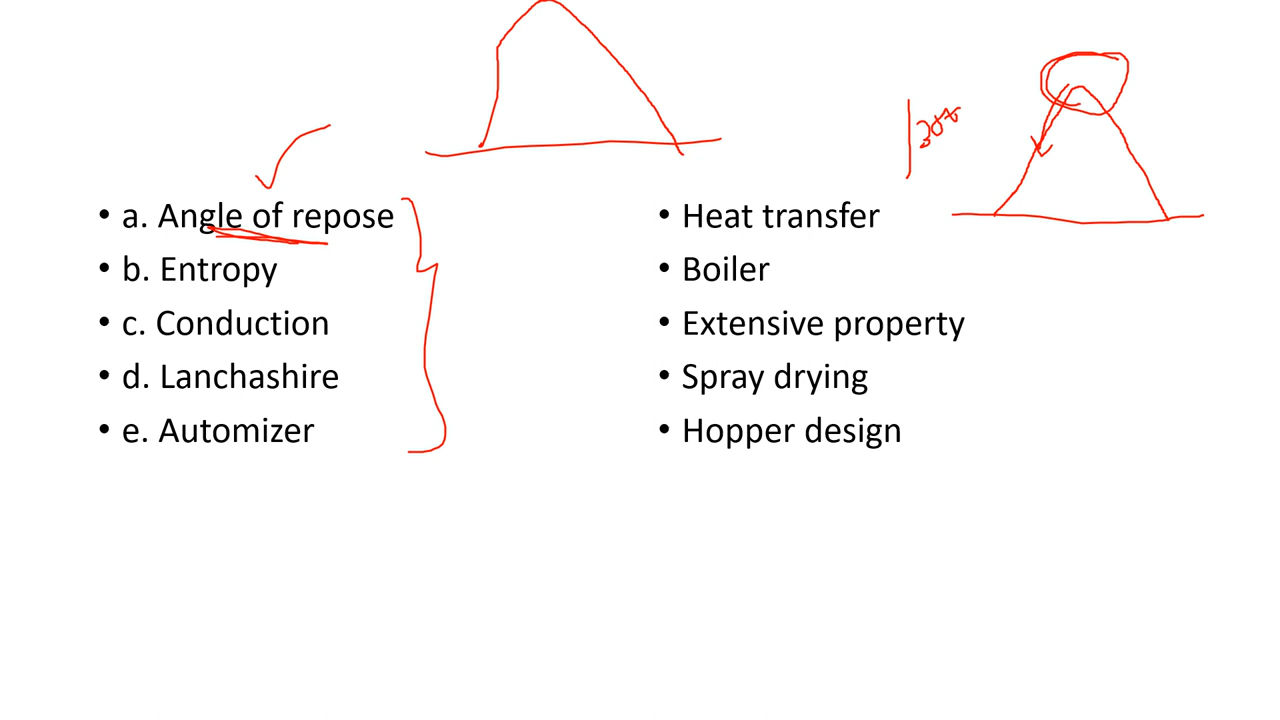 • a. Angle of repose
• b. Entropy
• c. Conduction
• d. Lanchashire
• e. Automizer
• Heat transfer
• Boiler
• Extensive property
• Spray drying
• Hopper design